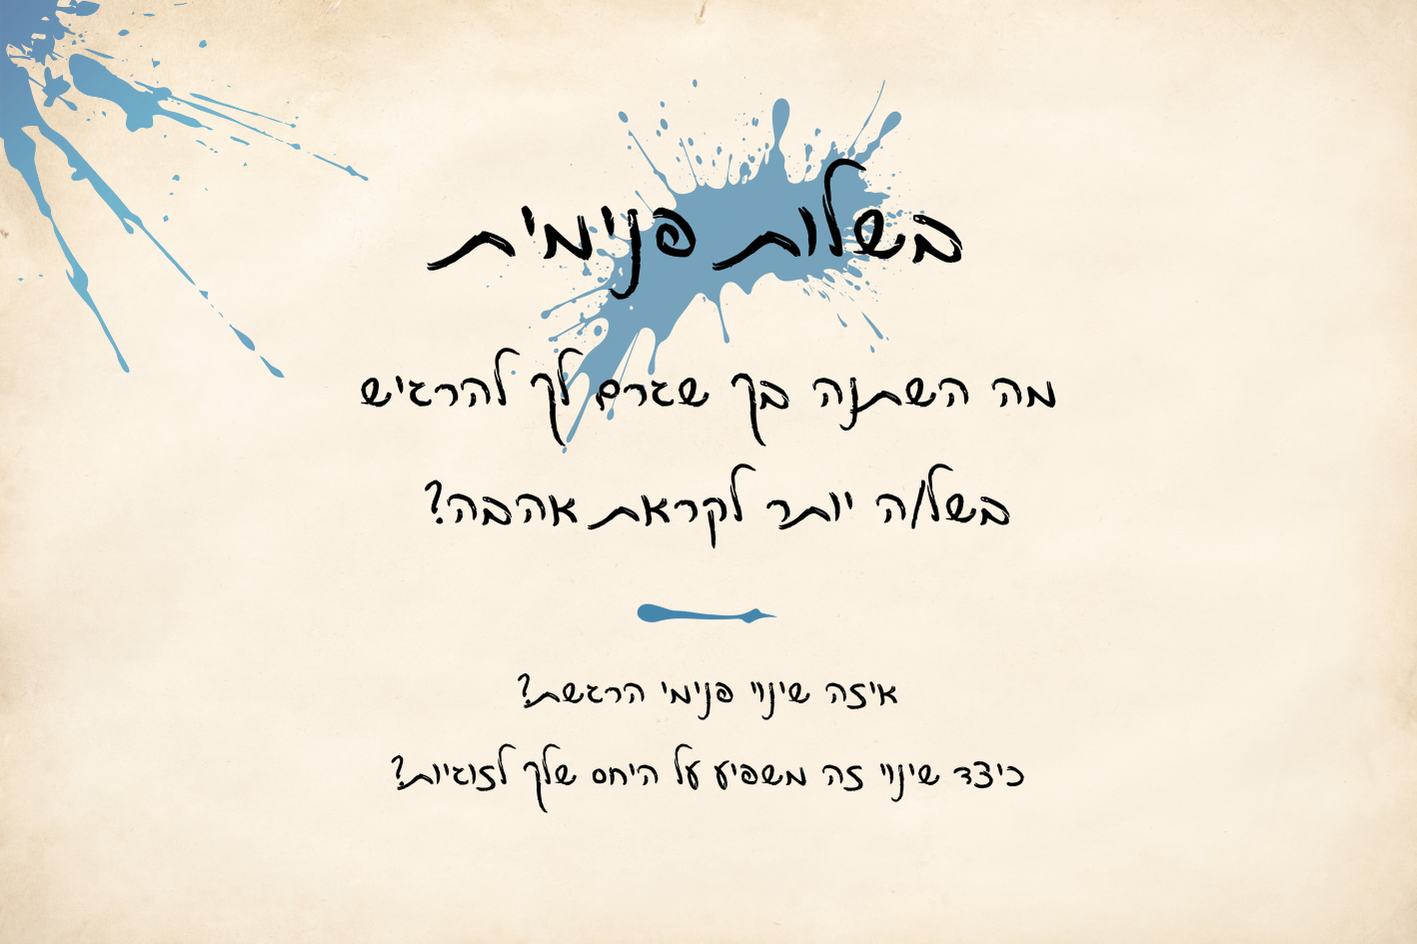 בשלות פנימית
מה השתנה בך שגרם לך להרגיש
בשל/ה יותר לקראת אהבה?
איזה שינוי פנימי הרגשת?
כיצד שינוי זה משפיע על היחס שלך לזוגיות?